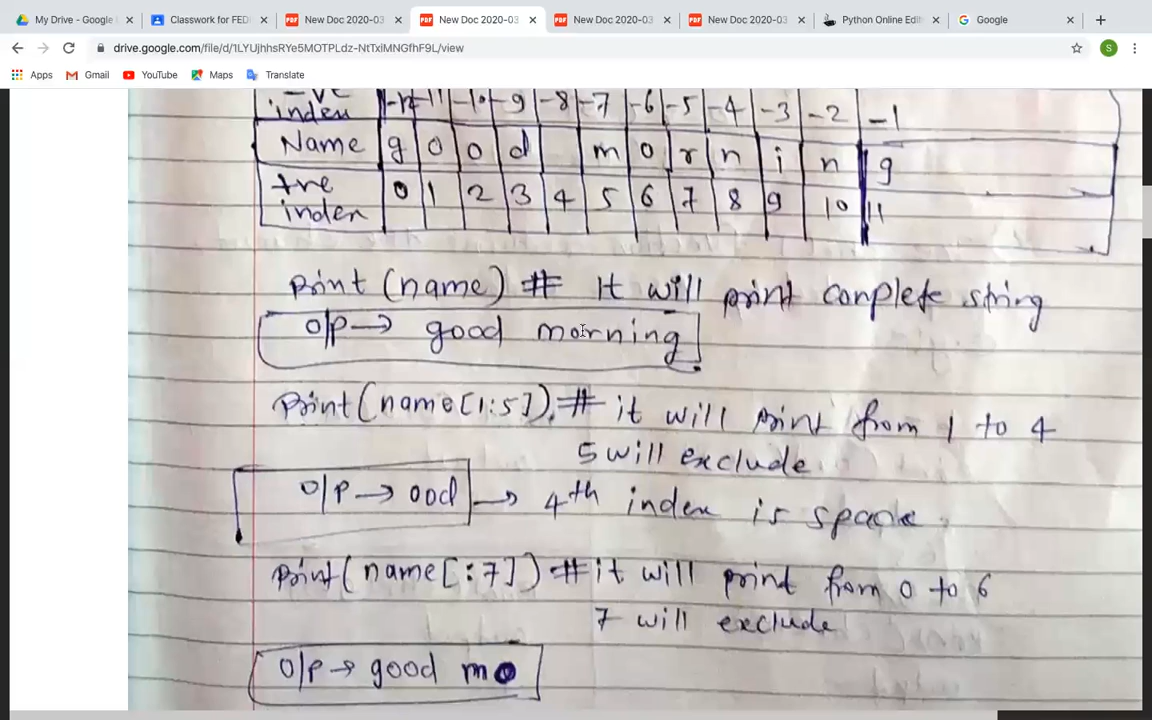 My Drive - Google
Classwork for FED
New Doc 2020-03
New Doc 2020-03
New Doc 2020-03
New Doc 2020-03
Python Online Edit
Google
drive.google.com/file/d/1LYUjhhsRYe5MOTPLdz-NtTxiMNGfhF9L/view
S
Apps Gmail YouTube Maps Translate
-ve
index -12 -11 -10 -9 -8 -7 -6 -5 -4 -3 -2 -1
Name g o o d m o r n i n g
+ve 0 1 2 3 4 5 6 7 8 9 10 11
index
Print (name) # It will print complete string
O/P → good morning
Print (name[1:5]) # it will print from 1 to 4
5 will exclude
O/P → ood → 4th index is space.
Print (name[:7]) # it will print from 0 to 6
7 will exclude
O/P → good mo